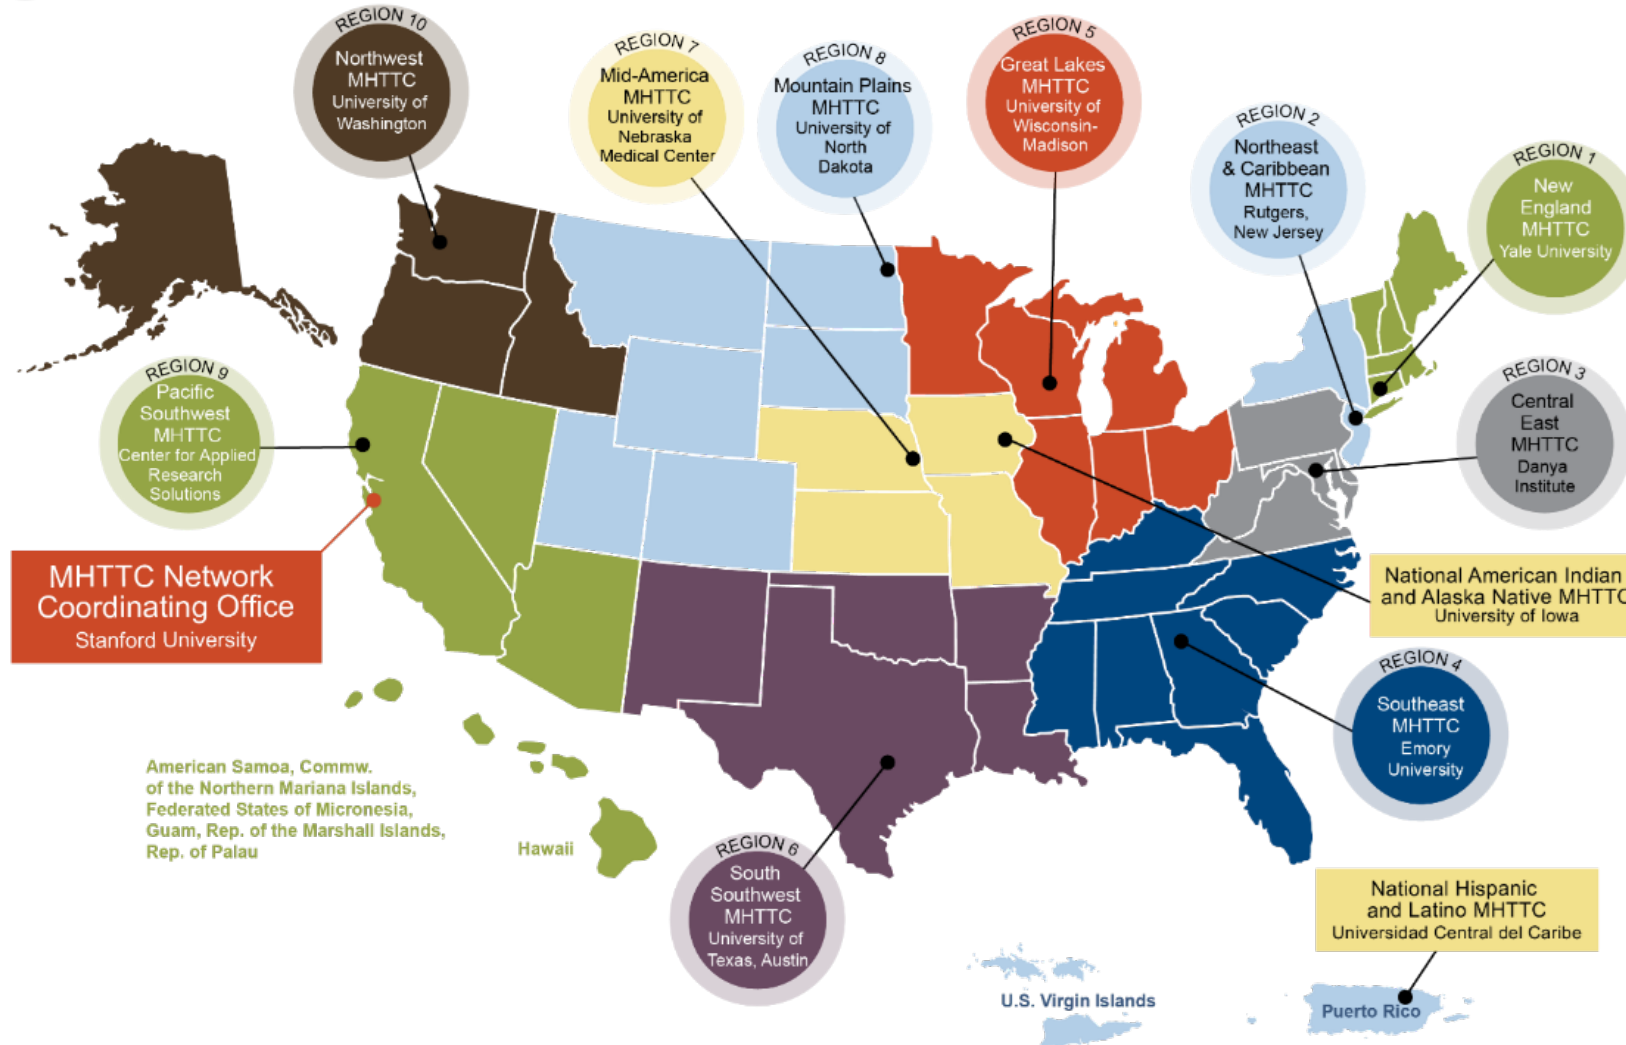 REGION 10
Northwest
MHTTC
University of
Washington
REGION 7
Mid-America
MHTTC
University of
Nebraska
Medical Center
REGION 8
Mountain Plains
MHTTC
University of
North
Dakota
REGION 5
Great Lakes
MHTTC
University of
Wisconsin-
Madison
REGION 2
Northeast
& Caribbean
MHTTC
Rutgers,
New Jersey
REGION 1
New
England
MHTTC
Yale University
REGION 9
Pacific
Southwest
MHTTC
Center for Applied
Research
Solutions
REGION 3
Central
East
MHTTC
Danya
Institute
MHTTC Network
Coordinating Office
Stanford University
National American Indian
and Alaska Native MHTTC
University of Iowa
REGION 4
Southeast
MHTTC
Emory
University
American Samoa, Commw.
of the Northern Mariana Islands,
Federated States of Micronesia,
Guam, Rep. of the Marshall Islands,
Rep. of Palau
Hawaii
REGION 6
South
Southwest
MHTTC
University of
Texas, Austin
National Hispanic
and Latino MHTTC
Universidad Central del Caribe
U.S. Virgin Islands
Puerto Rico